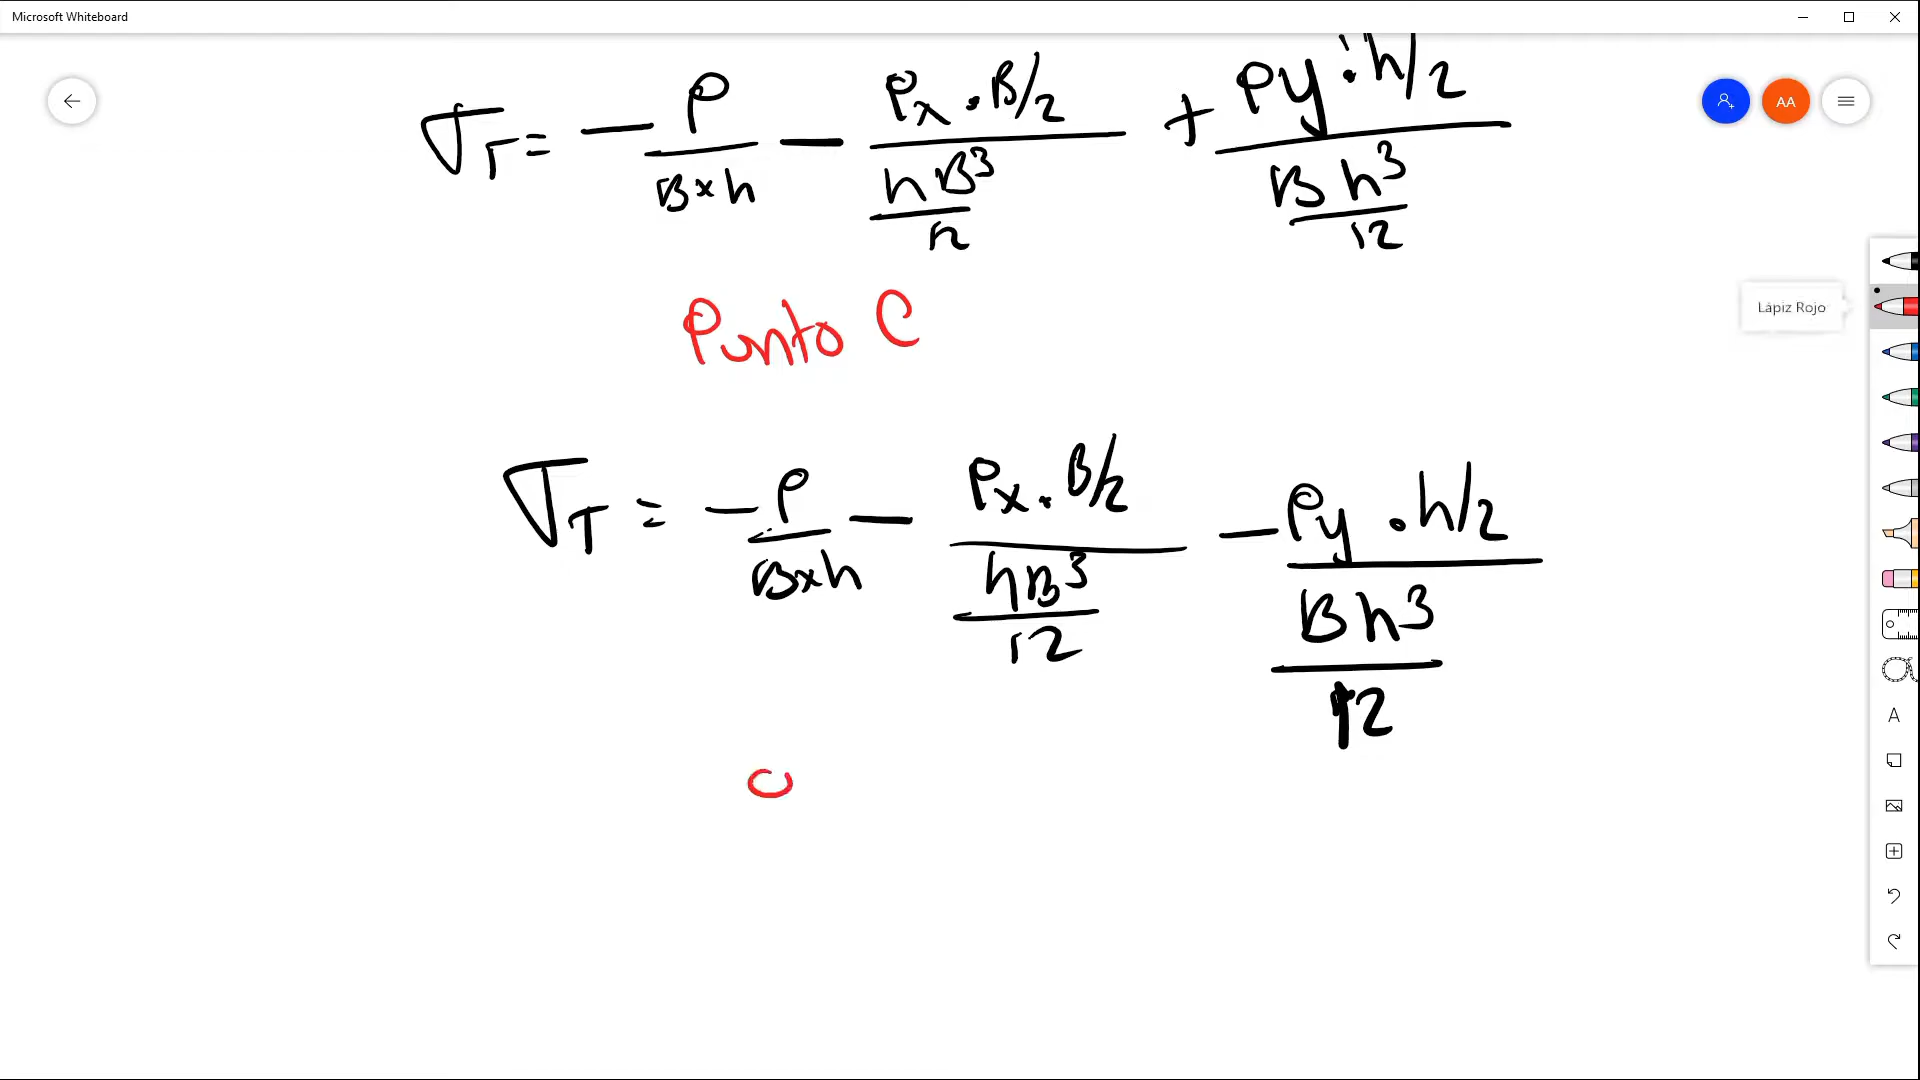 Microsoft Whiteboard
σT = - P/(B×h) - (Px · B/2)/(hB³/12) + (Py · h/2)/(Bh³/12)
AA
Punto C
Lápiz Rojo
σT = - P/(B×h) - (Px · B/2)/(hB³/12) - (Py · h/2)/(Bh³/12)
A